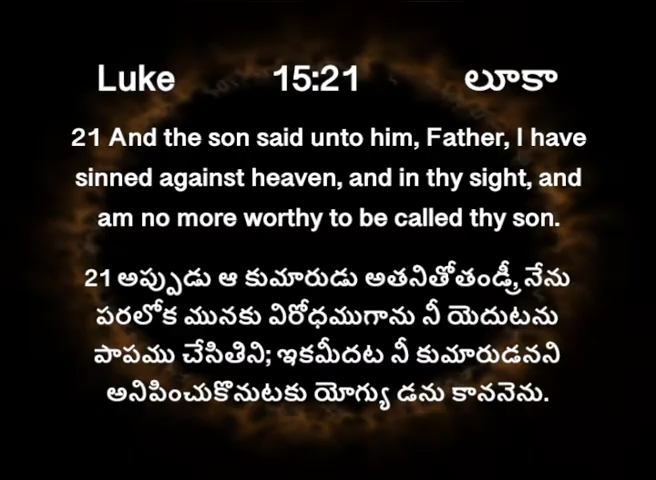 Luke 15:21 లూకా
21 And the son said unto him, Father, I have
sinned against heaven, and in thy sight, and
am no more worthy to be called thy son.
21 అప్పుడు ఆ కుమారుడు అతనితోతండ్రీ, నేను
పరలోక మునకు విరోధముగాను నీ యెదుటను
పాపము చేసితిని; ఇకమీదట నీ కుమారుడనని
అనిపించుకొనుటకు యోగ్యు డను కాననెను.